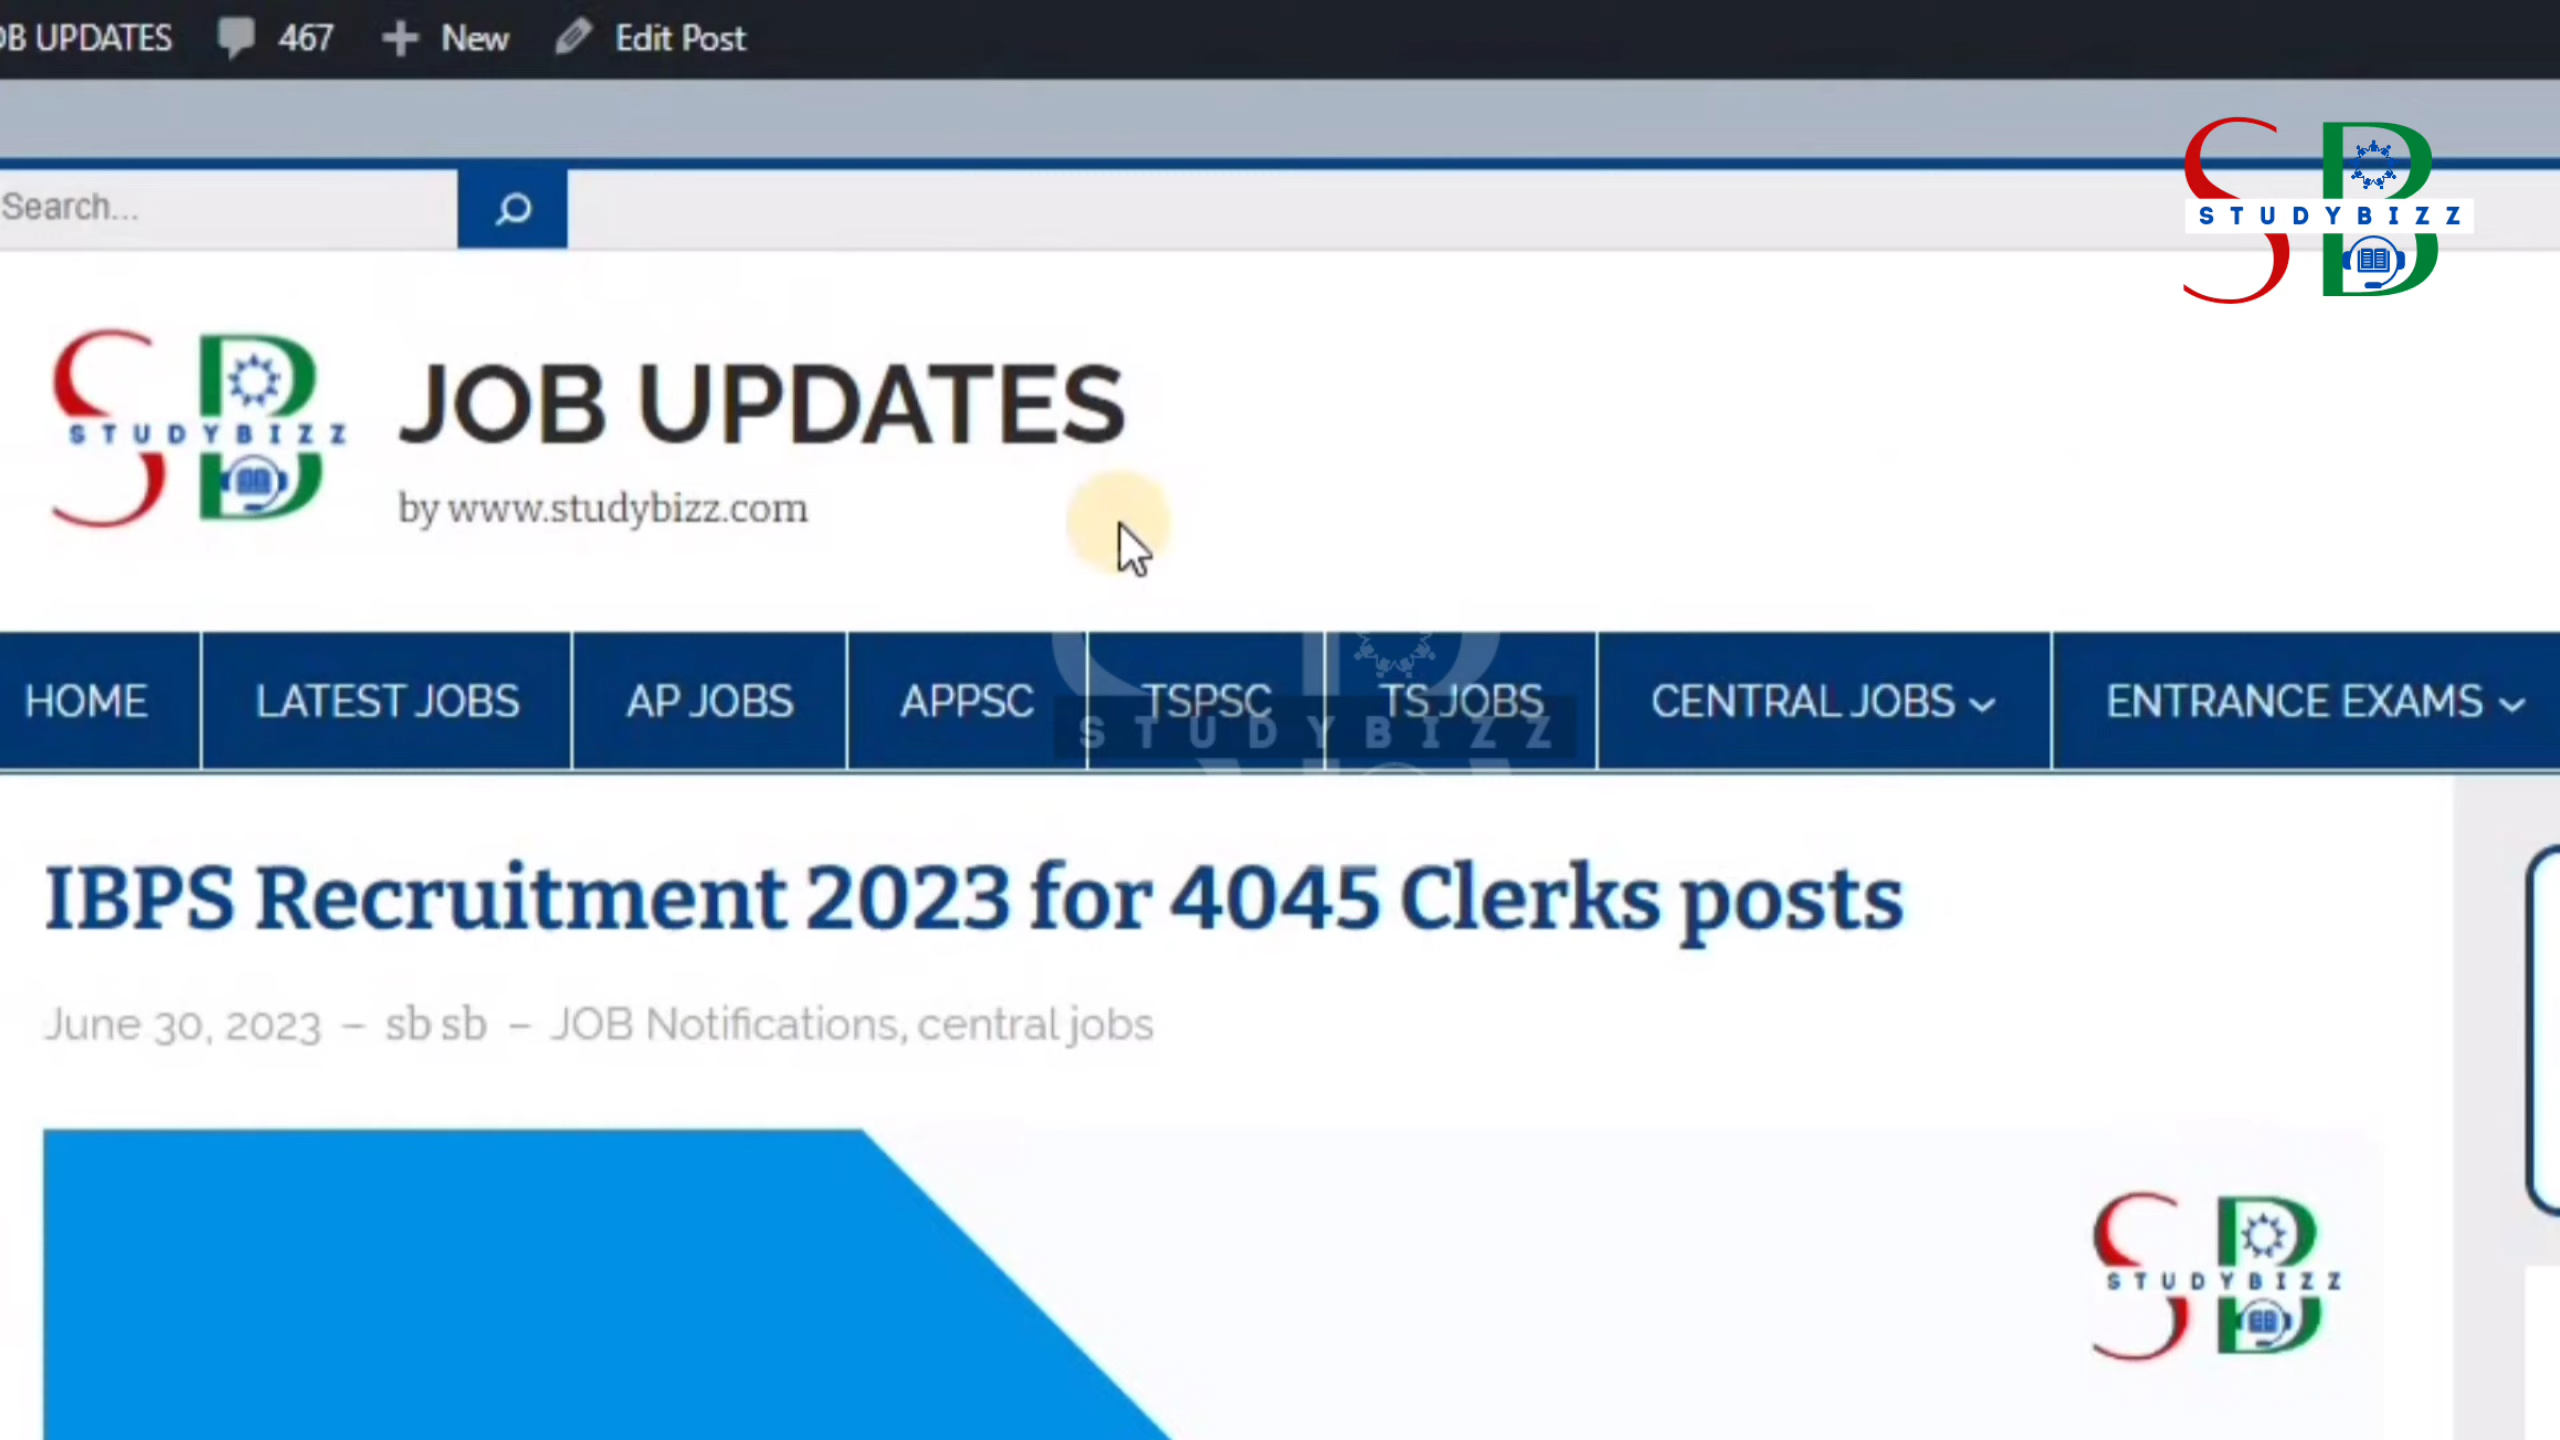 OB UPDATES 467 New Edit Post
Search...
STUDYBIZZ
STUDYBIZZ
JOB UPDATES
by www.studybizz.com
HOME LATEST JOBS AP JOBS APPSC TSPSC TS JOBS CENTRAL JOBS ENTRANCE EXAMS
STUDYBIZZ
IBPS Recruitment 2023 for 4045 Clerks posts
June 30, 2023 – sb sb – JOB Notifications, central jobs
STUDYBIZZ